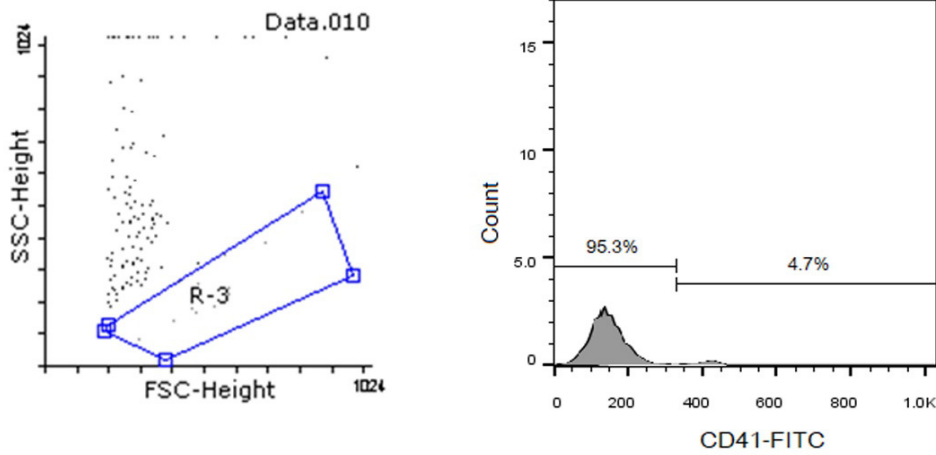 Data.010
1024
SSC-Height
R-3
FSC-Height
1024
15
10
5.0
0
Count
95.3%
4.7%
0
200
400
600
800
1.0K
CD41-FITC